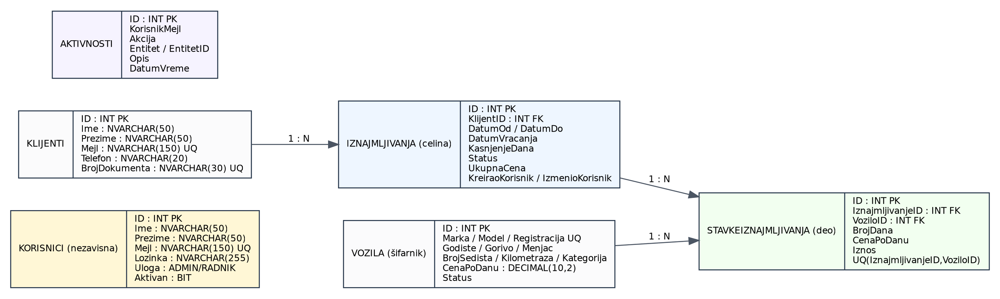 AKTIVNOSTI
ID : INT PK
KorisnikMejl
Akcija
Entitet / EntitetID
Opis
DatumVreme
KLIJENTI
ID : INT PK
Ime : NVARCHAR(50)
Prezime : NVARCHAR(50)
Mejl : NVARCHAR(150) UQ
Telefon : NVARCHAR(20)
BrojDokumenta : NVARCHAR(30) UQ
1 : N
IZNAJMLJIVANJA (celina)
ID : INT PK
KlijentID : INT FK
DatumOd / DatumDo
DatumVracanja
KasnjenjeDana
Status
UkupnaCena
KreiraoKorisnik / IzmenioKorisnik
1 : N
KORISNICI (nezavisna)
ID : INT PK
Ime : NVARCHAR(50)
Prezime : NVARCHAR(50)
Mejl : NVARCHAR(150) UQ
Lozinka : NVARCHAR(255)
Uloga : ADMIN/RADNIK
Aktivan : BIT
VOZILA (šifarnik)
ID : INT PK
Marka / Model / Registracija UQ
Godiste / Gorivo / Menjac
BrojSedista / Kilometraza / Kategorija
CenaPoDanu : DECIMAL(10,2)
Status
1 : N
STAVKEIZNAJMLJIVANJA (deo)
ID : INT PK
IznajmljivanjeID : INT FK
VoziloID : INT FK
BrojDana
CenaPoDanu
Iznos
UQ(IznajmljivanjeID,VoziloID)